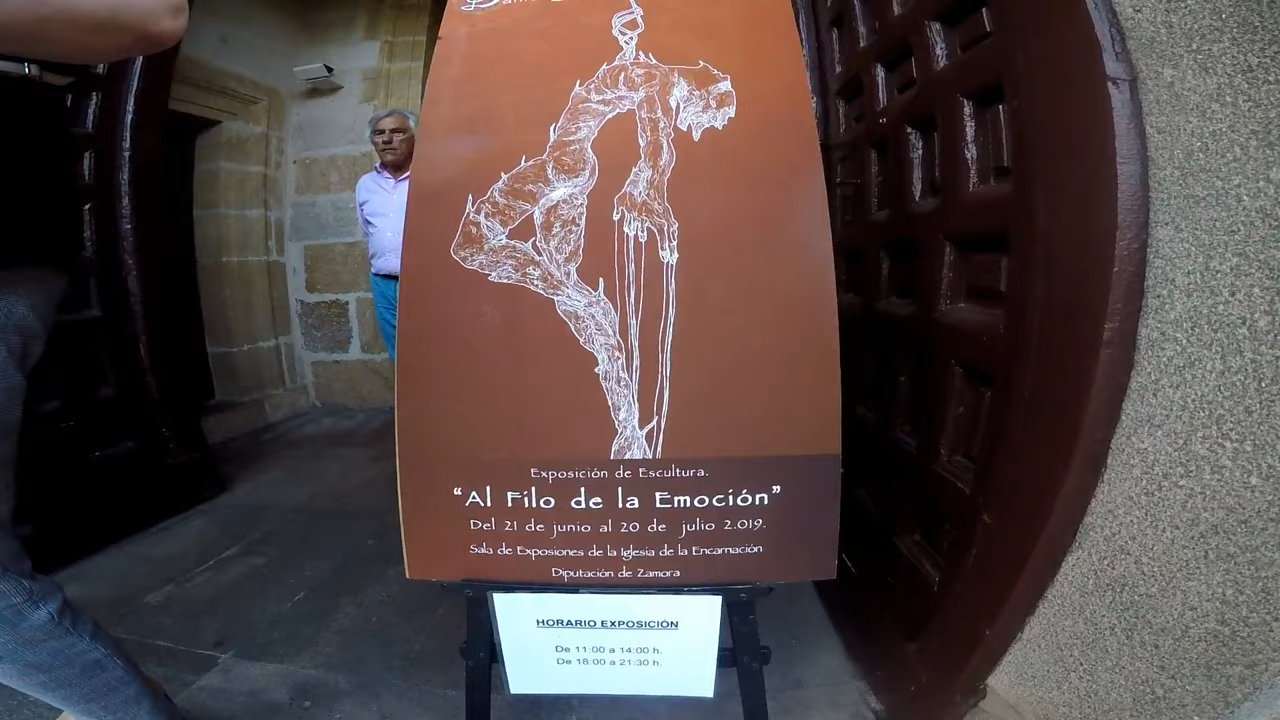 Exposición de Escultura.
“Al Filo de la Emoción”
Del 21 de junio al 20 de julio 2.019.
Sala de Exposiones de la Iglesia de la Encarnación
Diputación de Zamora
HORARIO EXPOSICIÓN
De 11:00 a 14:00 h.
De 18:00 a 21:30 h.